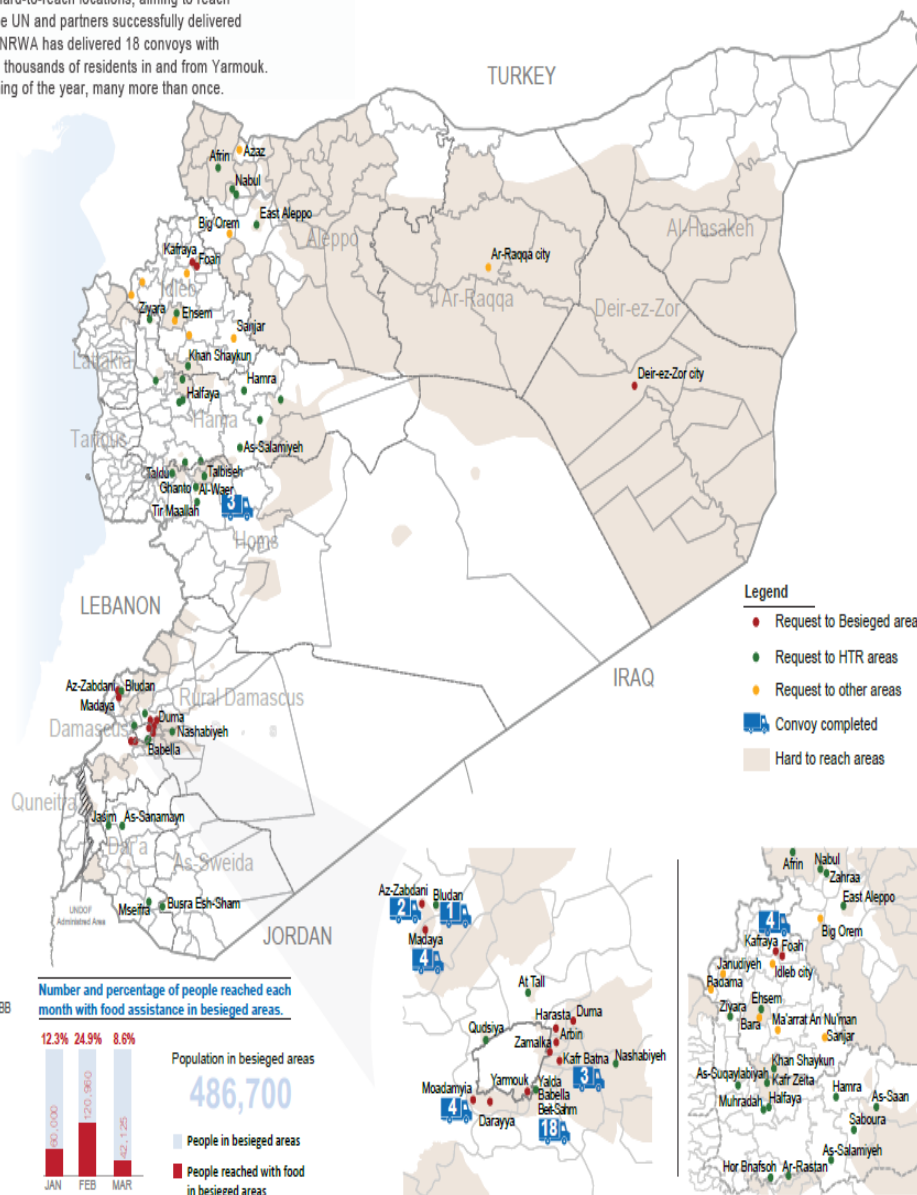 ard-to-reach locations, aiming to reach
e UN and partners successfully delivered
NRWA has delivered 18 convoys with
thousands of residents in and from Yarmouk.
ing of the year, many more than once.
TURKEY
Azaz
Afrin
Nabul
East Aleppo
Big Orem
Aleppo
Al-Hasakeh
Kafraya
Foah
Ar-Raqqa city
Idleb
Ar-Raqqa
Deir-ez-Zor
Ziyara
Ehsem
Sanjar
Lattakia
Khan Shaykun
Hamra
Deir-ez-Zor city
Halfaya
Hama
Tartous
As-Salamiyeh
Taldu
Talbiseh
Ghanto
Al-Waer
3
Tir Maallah
Homs
LEBANON
IRAQ
Legend
Request to Besieged area
Request to HTR areas
Request to other areas
Convoy completed
Hard to reach areas
Az-Zabdani
Bludan
Madaya
Rural Damascus
Duma
Damascus
Nashabiyeh
Babella
Quneitra
Jasim
As-Sanamayn
Dar'a
As-Sweida
UNDOF
Administred Area
Mseifra
Busra Esh-Sham
JORDAN
BB
Number and percentage of people reached each
month with food assistance in besieged areas.
12.3% 24.9% 8.6%
60,000
120,960
42,125
JAN FEB MAR
Population in besieged areas
486,700
People in besieged areas
People reached with food
in besieged areas
Az-Zabdani
Bludan
2
1
Madaya
4
At Tall
Harasta
Duma
Qudsiya
Arbin
Zamalka
Kafr Batna
Nashabiyeh
3
Yarmouk
Yalda
Babella
Beit-Sahm
Moadamyia
4
Darayya
18
Afrin
Nabul
Zahraa
East Aleppo
4
Big Orem
Kafraya
Foah
Janudiyeh
Idleb city
Badama
Ziyara
Ehsem
Bara
Ma'arrat An Nu'man
Sanjar
Khan Shaykun
As-Suqaylabiyah
Kafr Zeita
Hamra
As-Saan
Muhradah
Halfaya
Saboura
As-Salamiyeh
Hor Bnafsoh
Ar-Rastan